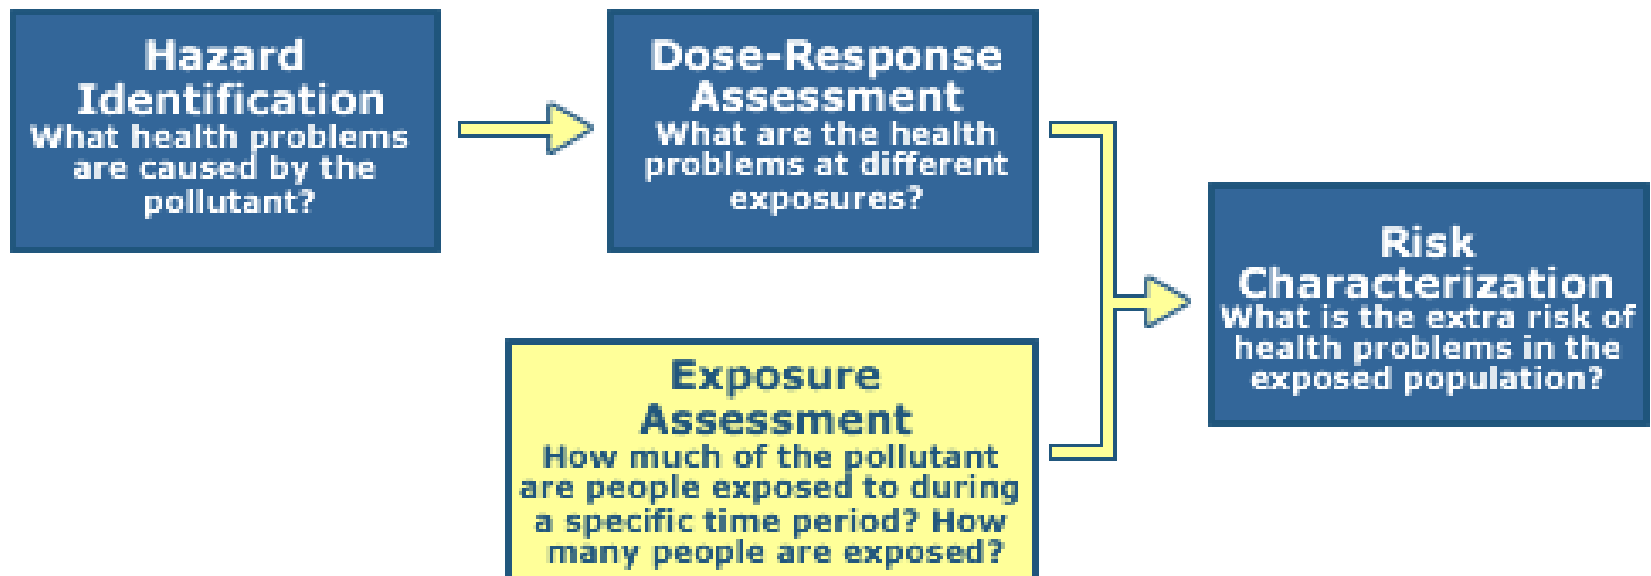 Hazard
Identification
What health problems
are caused by the
pollutant?
Dose-Response
Assessment
What are the health
problems at different
exposures?
Exposure
Assessment
How much of the pollutant
are people exposed to during
a specific time period? How
many people are exposed?
Risk
Characterization
What is the extra risk of
health problems in the
exposed population?